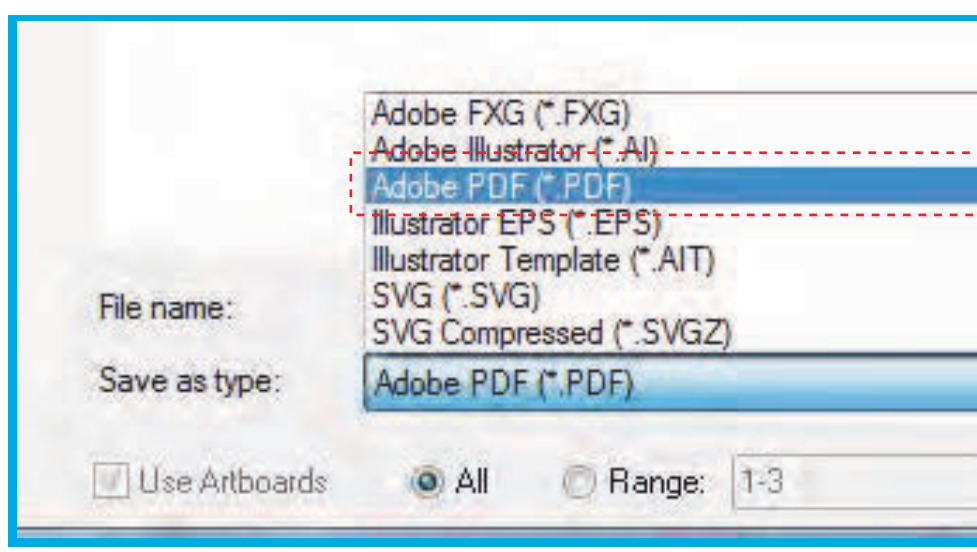 Adobe FXG (*.FXG)
Adobe Illustrator (*.AI)
Adobe PDF (*.PDF)
Illustrator EPS (*.EPS)
Illustrator Template (*.AIT)
SVG (*.SVG)
SVG Compressed (*.SVGZ)
File name:
Save as type: Adobe PDF (*.PDF)
Use Artboards All Range: 1-3